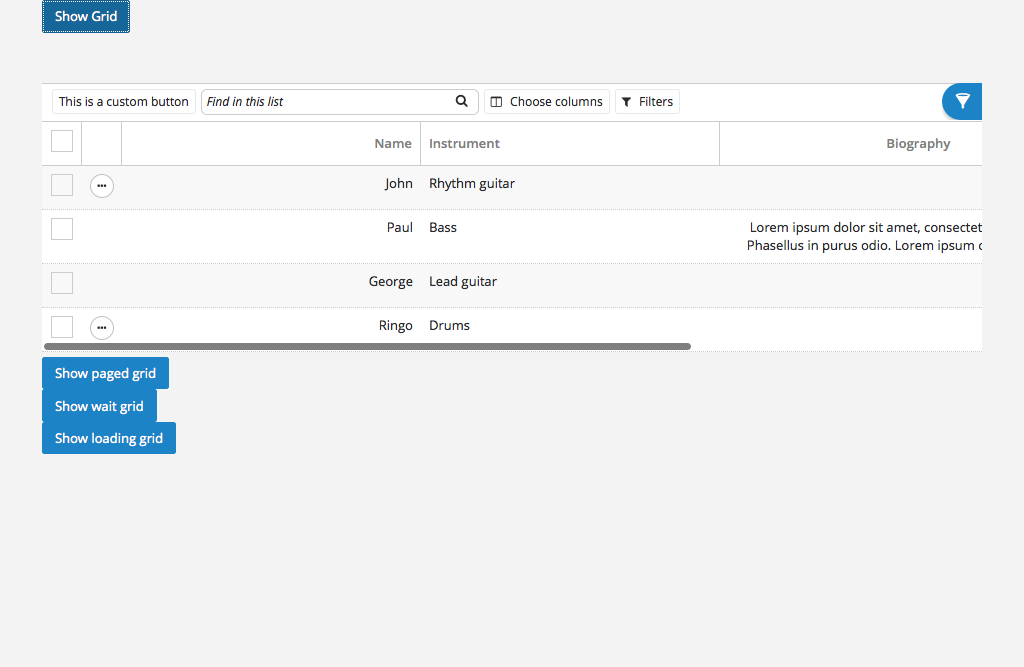 Show Grid
This is a custom button
Find in this list
Choose columns
Filters
Name
Instrument
Biography
John
Rhythm guitar
Paul
Bass
Lorem ipsum dolor sit amet, consectet
Phasellus in purus odio. Lorem ipsum
George
Lead guitar
Ringo
Drums
Show paged grid
Show wait grid
Show loading grid